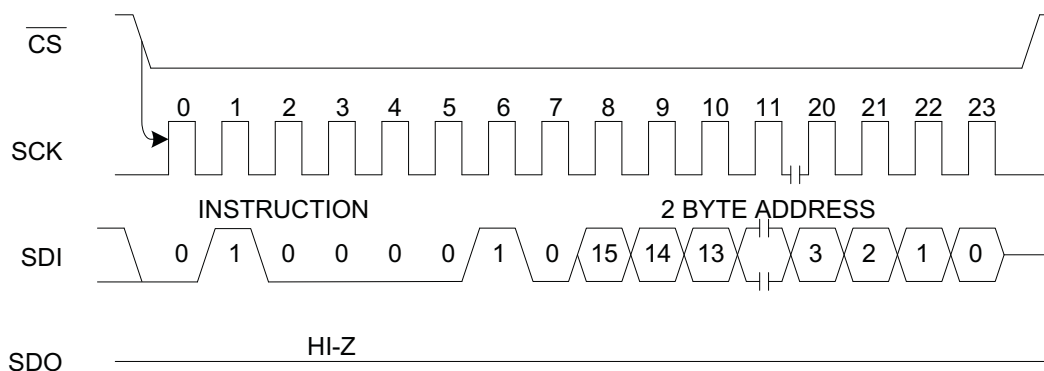 CS
0 1 2 3 4 5 6 7 8 9 10 11 20 21 22 23
SCK
INSTRUCTION 2 BYTE ADDRESS
SDI 0 1 0 0 0 0 1 0 15 14 13 3 2 1 0
HI-Z
SDO